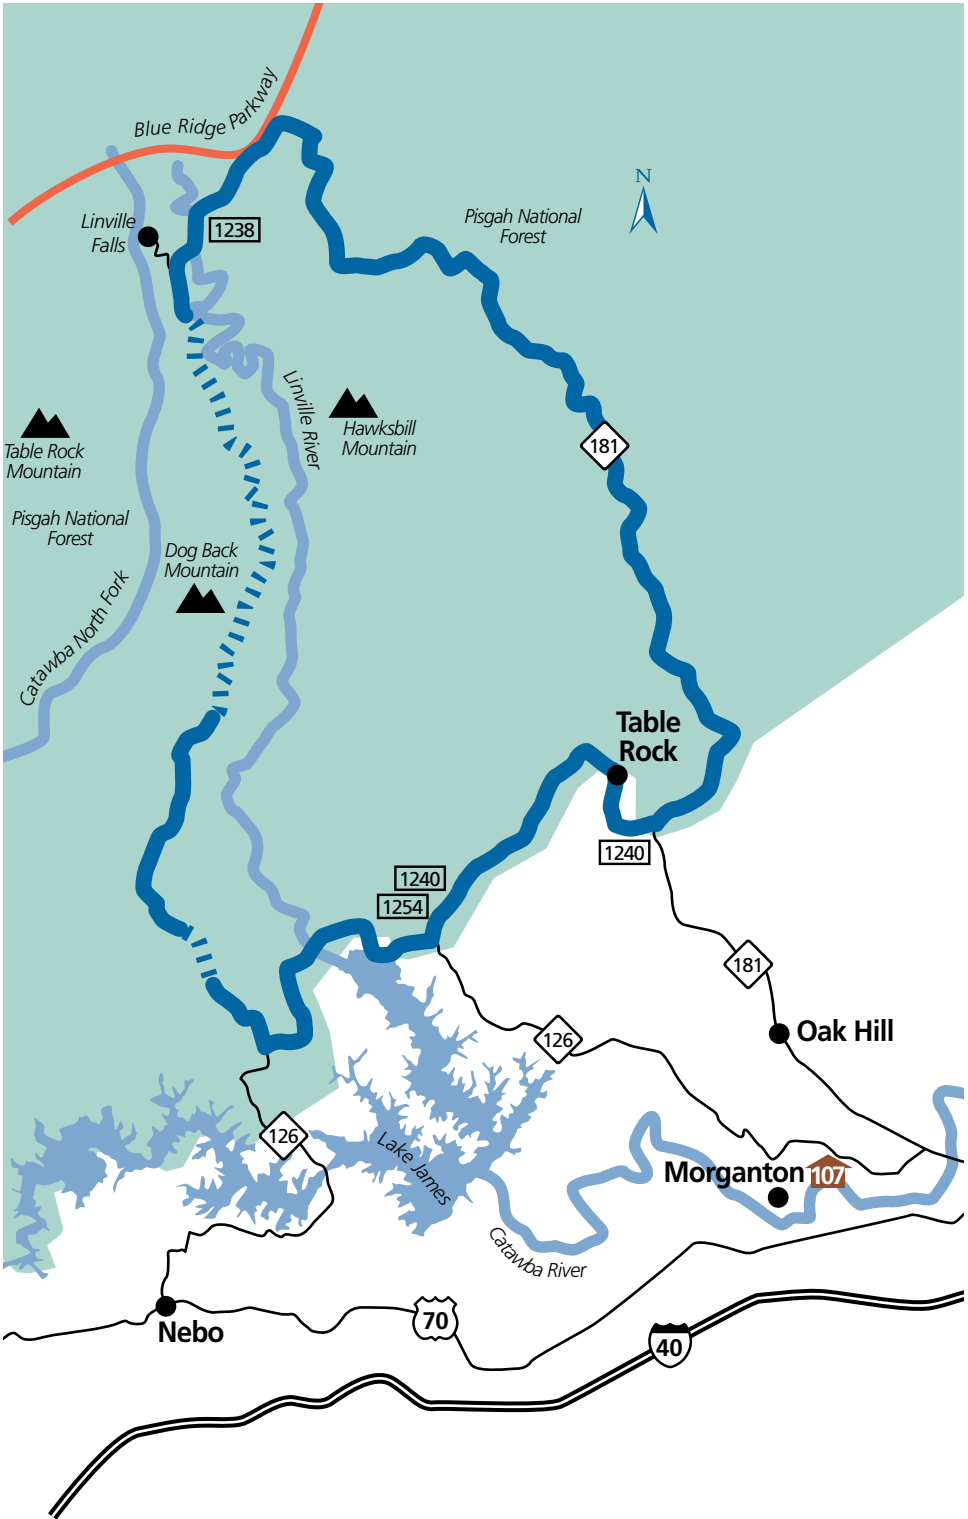 Blue Ridge Parkway
N
Linville
Falls
1238
Pisgah National
Forest
Linville River
Hawksbill
Mountain
181
Table Rock
Mountain
Pisgah National
Forest
Dog Back
Mountain
Catawba North Fork
Table
Rock
1240
1240
1254
181
126
Oak Hill
126
Lake James
Morganton
107
Catawba River
Nebo
70
40